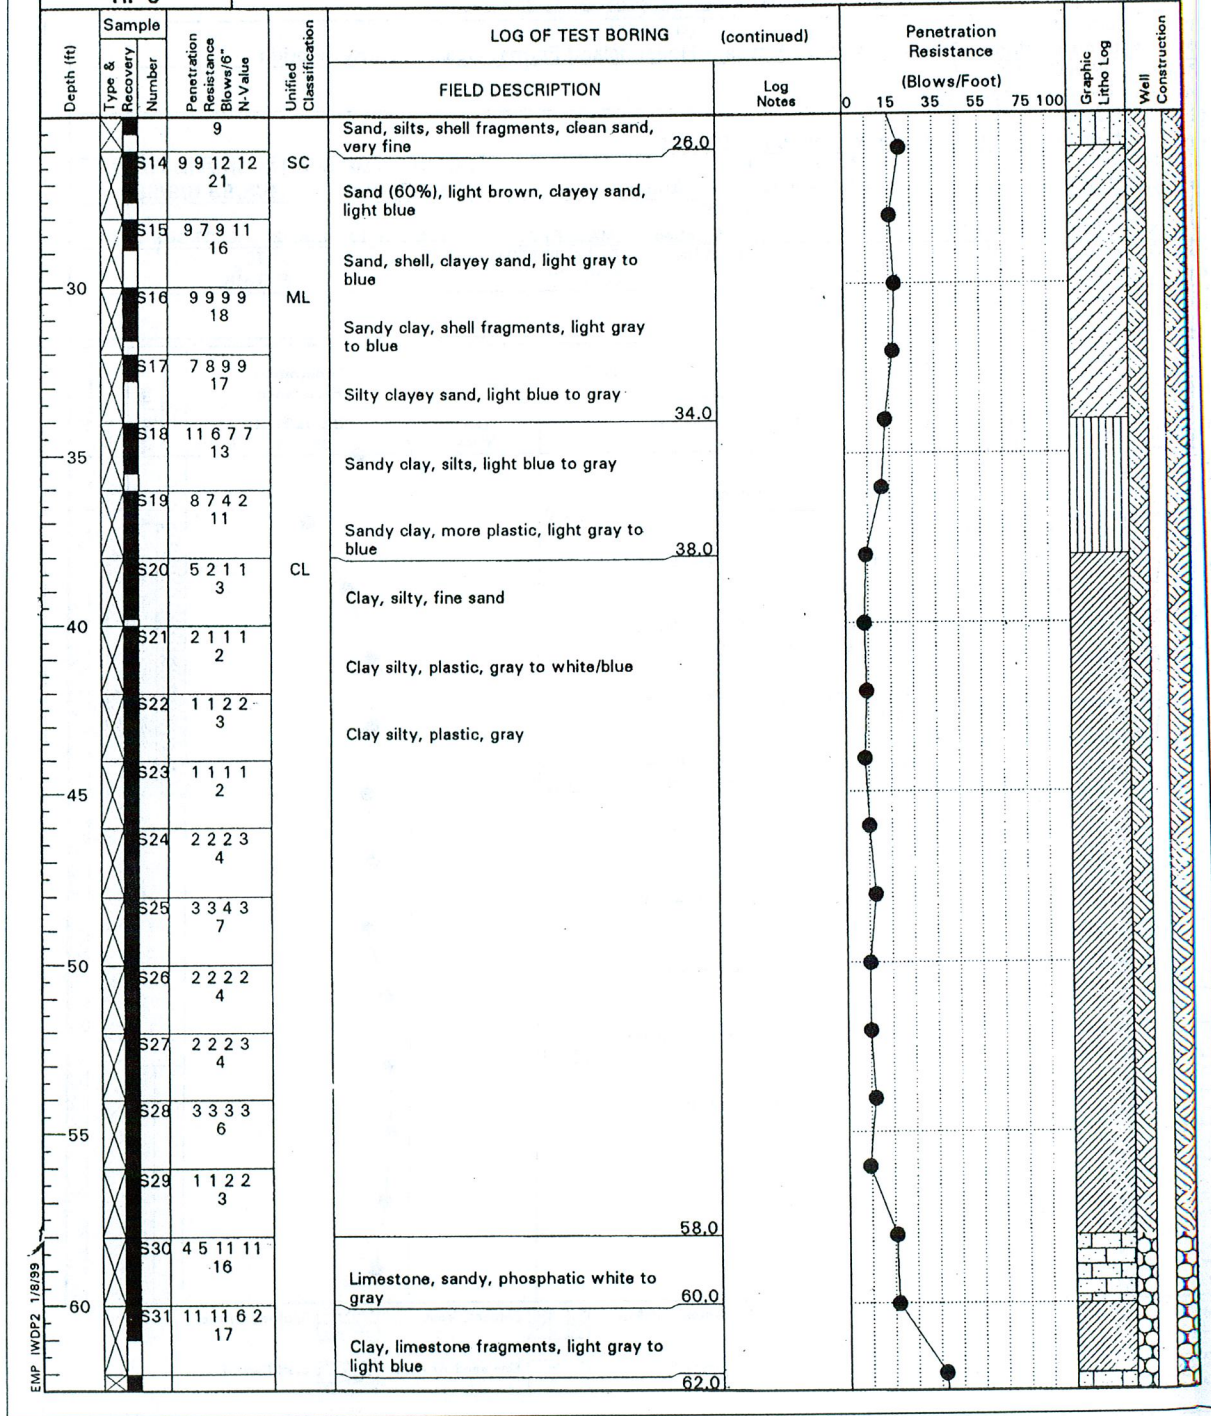 Sample
Depth (ft)
Type &
Recovery
Number
Penetration
Resistance
Blows/6"
N-Value
Unified
Classification
LOG OF TEST BORING (continued)
FIELD DESCRIPTION
Log
Notes
Penetration
Resistance
(Blows/Foot)
0 15 35 55 75 100
Graphic
Litho Log
Well
Construction
9
Sand, silts, shell fragments, clean sand,
very fine 26.0
S14 9 9 12 12 SC
21
Sand (60%), light brown, clayey sand,
light blue
S15 9 7 9 11
16
Sand, shell, clayey sand, light gray to
blue
30
S16 9 9 9 9 ML
18
Sandy clay, shell fragments, light gray
to blue
S17 7 8 9 9
17
Silty clayey sand, light blue to gray
34.0
S18 11 6 7 7
13
35
Sandy clay, silts, light blue to gray
S19 8 7 4 2
11
Sandy clay, more plastic, light gray to
blue 38.0
S20 5 2 1 1 CL
3
Clay, silty, fine sand
40
S21 2 1 1 1
2
Clay silty, plastic, gray to white/blue
S22 1 1 2 2
3
Clay silty, plastic, gray
S23 1 1 1 1
2
45
S24 2 2 2 3
4
S25 3 3 4 3
7
50
S26 2 2 2 2
4
S27 2 2 2 3
4
S28 3 3 3 3
6
55
S29 1 1 2 2
3
58.0
S30 4 5 11 11
16
Limestone, sandy, phosphatic white to
gray 60.0
60
S31 11 11 6 2
17
Clay, limestone fragments, light gray to
light blue
62.0
EMP IWDP2 1/8/99